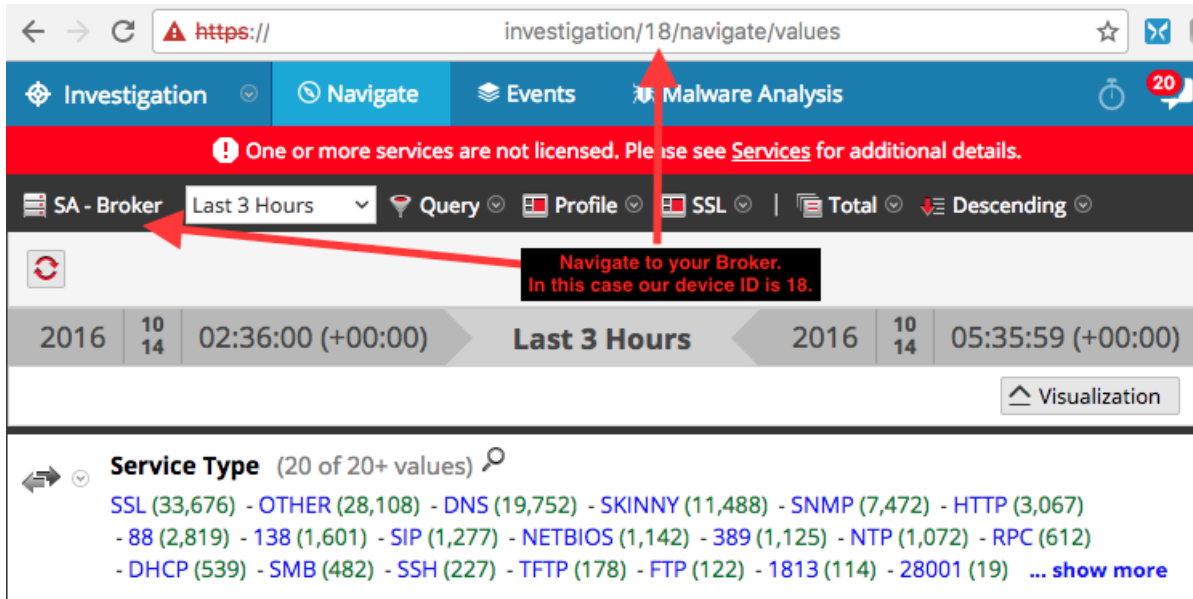 https:// investigation/18/navigate/values
Investigation Navigate Events Malware Analysis 20
One or more services are not licensed. Please see Services for additional details.
SA - Broker Last 3 Hours Query Profile SSL | Total Descending
Navigate to your Broker.
In this case our device ID is 18.
2016 10 14 02:36:00 (+00:00) Last 3 Hours 2016 10 14 05:35:59 (+00:00)
Visualization
Service Type (20 of 20+ values)
SSL (33,676) - OTHER (28,108) - DNS (19,752) - SKINNY (11,488) - SNMP (7,472) - HTTP (3,067)
- 88 (2,819) - 138 (1,601) - SIP (1,277) - NETBIOS (1,142) - 389 (1,125) - NTP (1,072) - RPC (612)
- DHCP (539) - SMB (482) - SSH (227) - TFTP (178) - FTP (122) - 1813 (114) - 28001 (19) ... show more